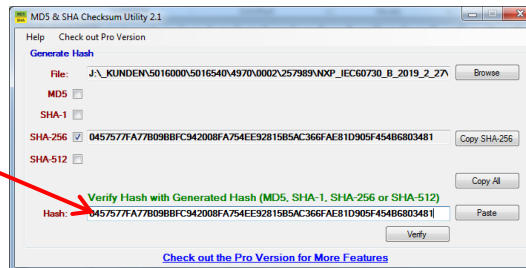 MD5 & SHA Checksum Utility 2.1
Help Check out Pro Version
Generate Hash
File: J:\_KUNDEN\5016000\5016540\4970\0002\257989\NXP_IEC60730_B_2019_2_27\ Browse
MD5
SHA-1
SHA-256 0457577FA77B09BBFC942008FA754EE92815B5AC366FAE81D905F454B6803481 Copy SHA-256
SHA-512
Copy All
Verify Hash with Generated Hash (MD5, SHA-1, SHA-256 or SHA-512)
Hash: 0457577FA77B09BBFC942008FA754EE92815B5AC366FAE81D905F454B6803481 Paste
Verify
Check out the Pro Version for More Features